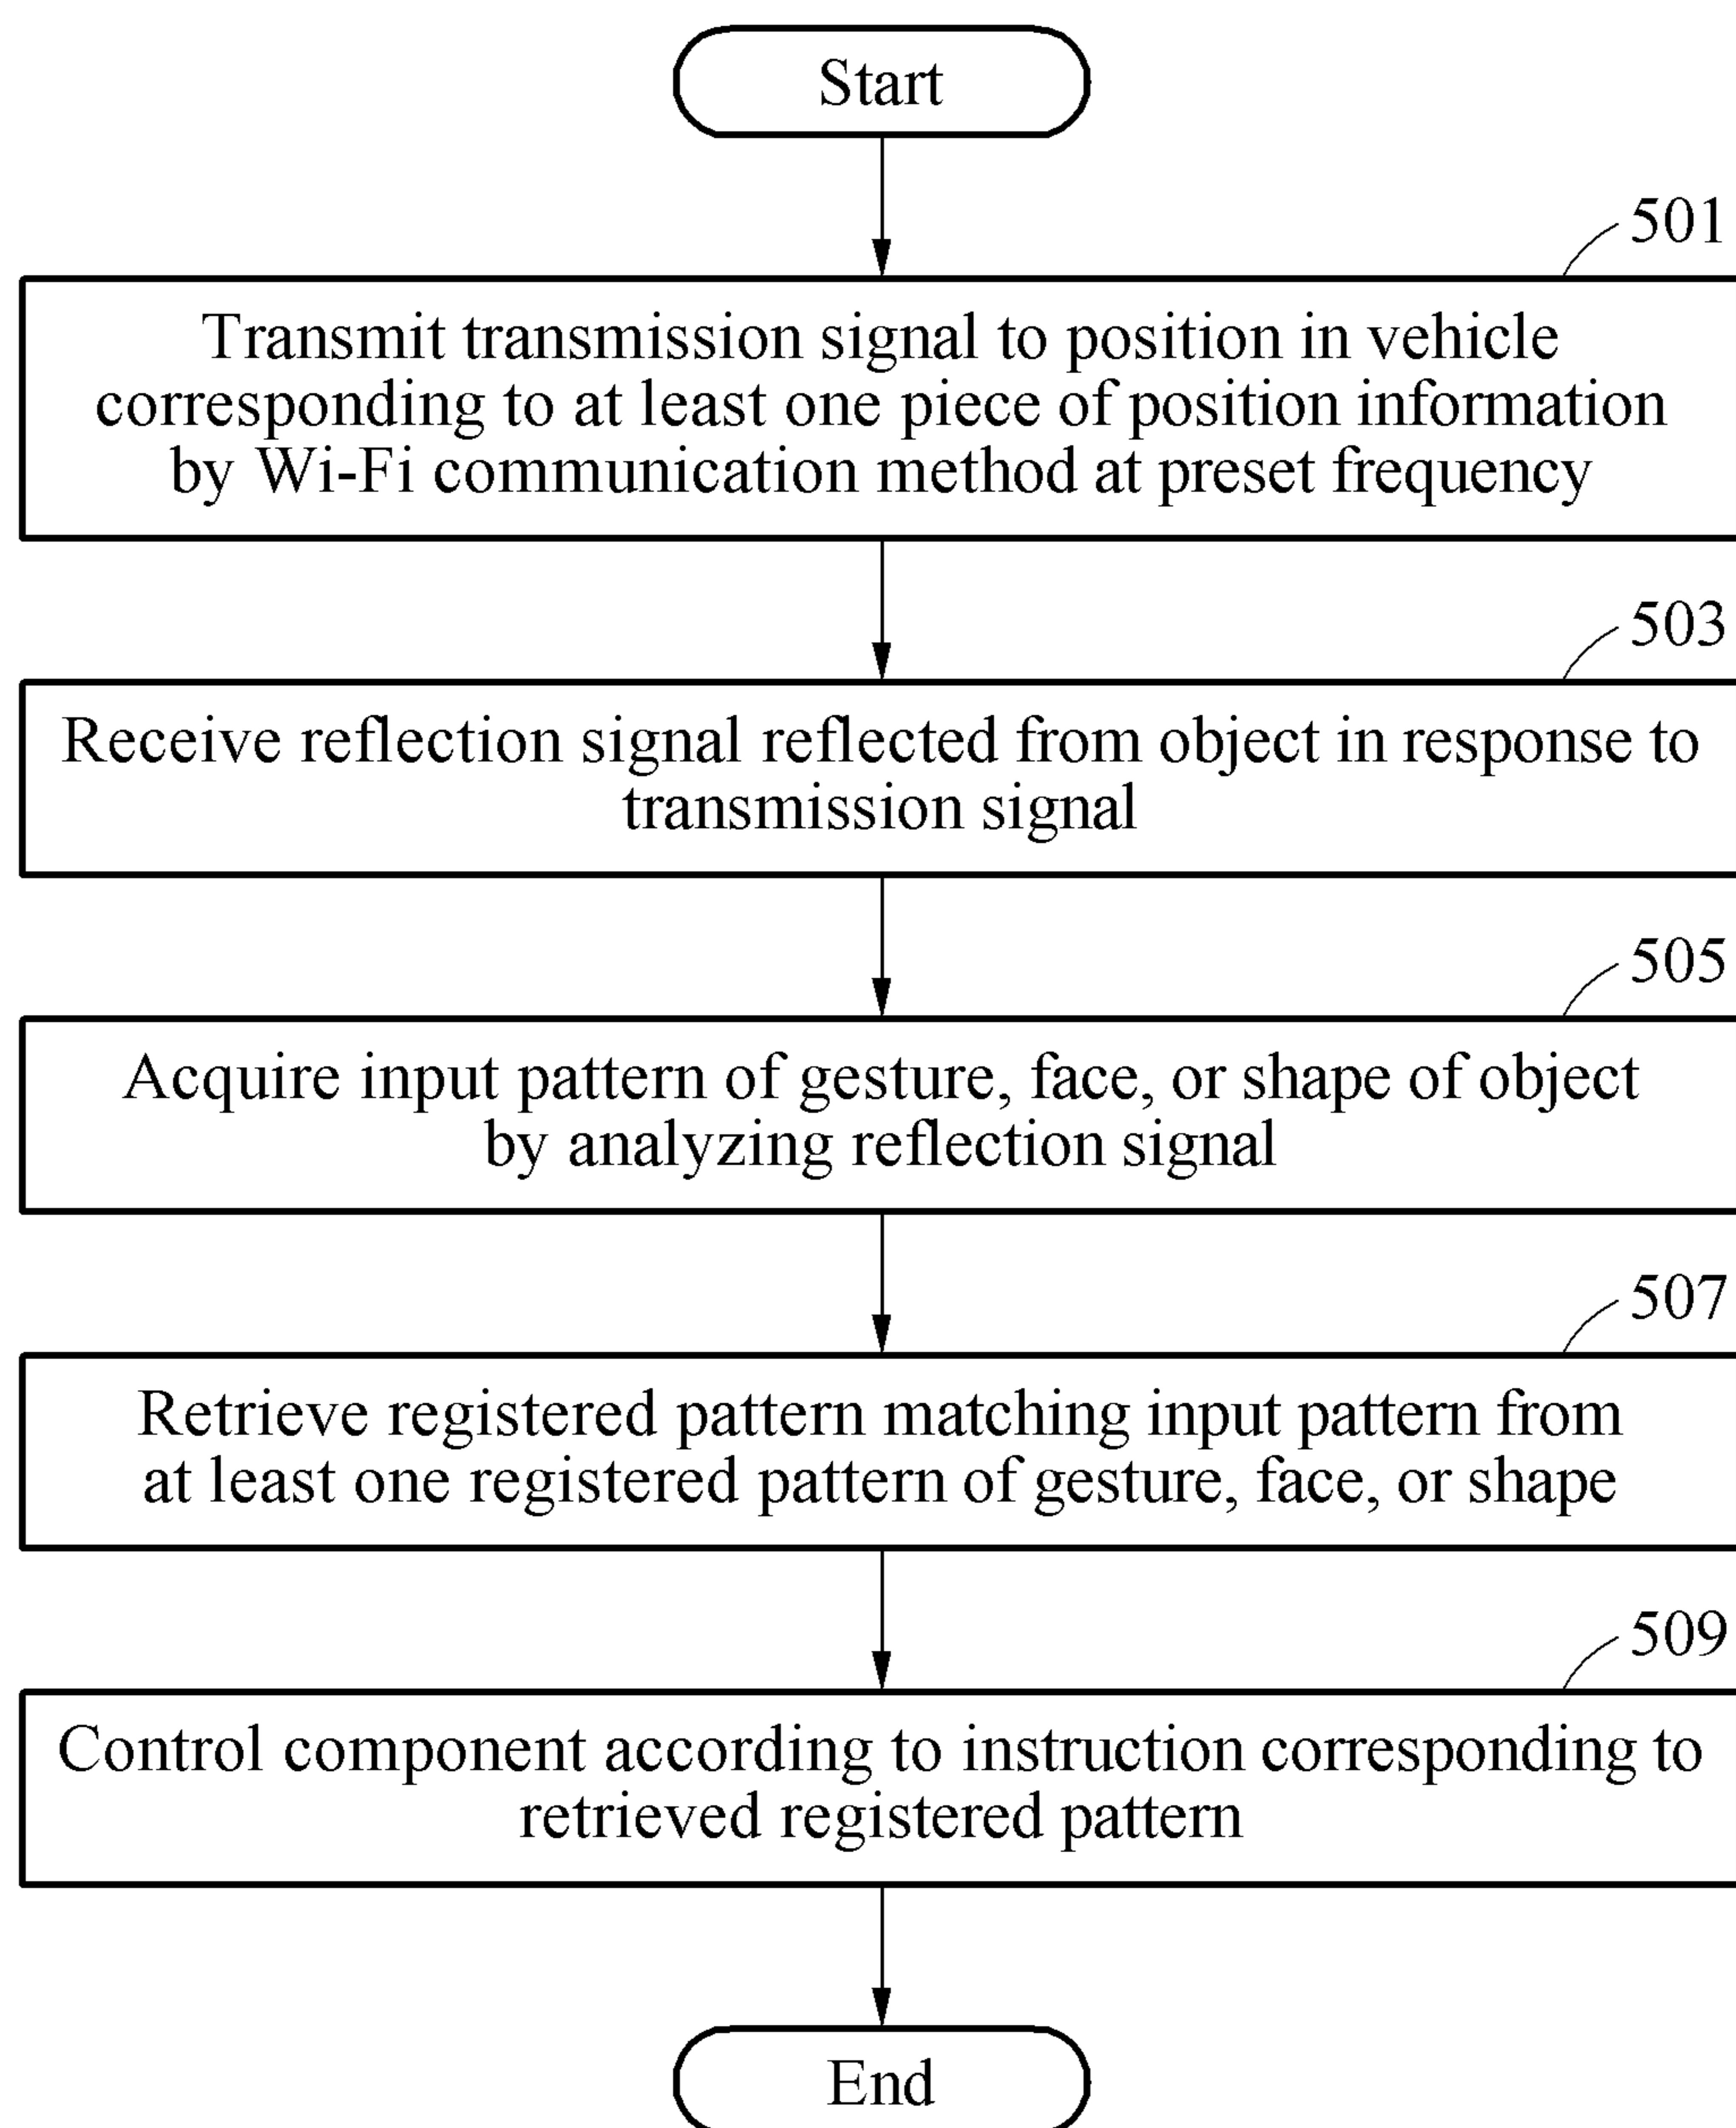 Start
501
Transmit transmission signal to position in vehicle
corresponding to at least one piece of position information
by Wi-Fi communication method at preset frequency
503
Receive reflection signal reflected from object in response to
transmission signal
505
Acquire input pattern of gesture, face, or shape of object
by analyzing reflection signal
507
Retrieve registered pattern matching input pattern from
at least one registered pattern of gesture, face, or shape
509
Control component according to instruction corresponding to
retrieved registered pattern
End